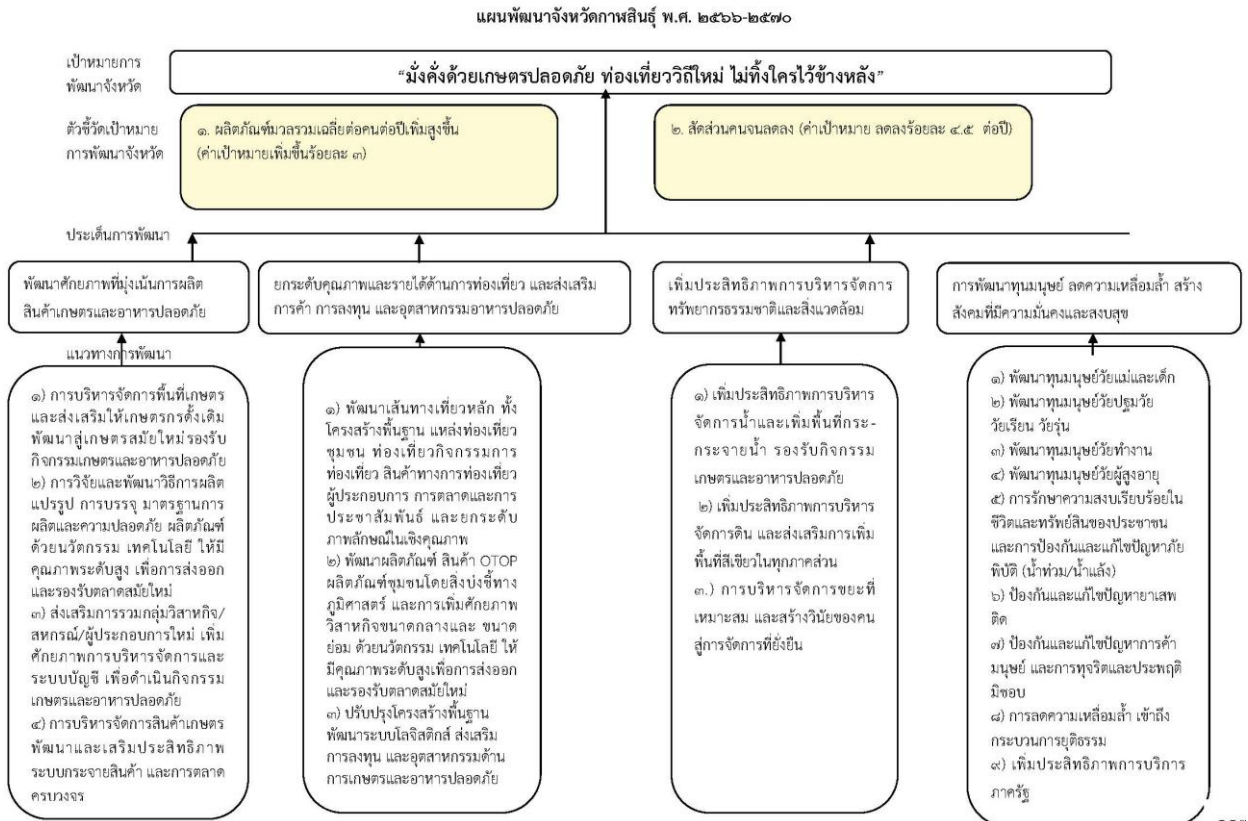 แผนพัฒนาจังหวัดกาฬสินธุ์ พ.ศ. ๒๕๖๖-๒๕๗๐
เป้าหมายการ
พัฒนาจังหวัด
“มั่งคั่งด้วยเกษตรปลอดภัย ท่องเที่ยววิถีใหม่ ไม่ทิ้งใครไว้ข้างหลัง”
ตัวชี้วัดเป้าหมาย
การพัฒนาจังหวัด
๑. ผลิตภัณฑ์มวลรวมเฉลี่ยต่อคนต่อปีเพิ่มสูงขึ้น
(ค่าเป้าหมายเพิ่มขึ้นร้อยละ ๓)
๒. สัดส่วนคนจนลดลง (ค่าเป้าหมาย ลดลงร้อยละ ๔.๕ ต่อปี)
ประเด็นการพัฒนา
พัฒนาศักยภาพที่มุ่งเน้นการผลิต
สินค้าเกษตรและอาหารปลอดภัย
ยกระดับคุณภาพและรายได้ด้านการท่องเที่ยว และส่งเสริม
การค้า การลงทุน และอุตสาหกรรมอาหารปลอดภัย
เพิ่มประสิทธิภาพการบริหารจัดการ
ทรัพยากรธรรมชาติและสิ่งแวดล้อม
การพัฒนาทุนมนุษย์ ลดความเหลื่อมล้ำ สร้าง
สังคมที่มีความมั่นคงและสงบสุข
แนวทางการพัฒนา
๑) การบริหารจัดการพื้นที่เกษตร
และส่งเสริมให้เกษตรกรดั้งเดิม
พัฒนาสู่เกษตรสมัยใหม่รองรับ
กิจกรรมเกษตรและอาหารปลอดภัย
๒) การวิจัยและพัฒนาวิธีการผลิต
แปรรูป การบรรจุ มาตรฐานการ
ผลิตและความปลอดภัย ผลิตภัณฑ์
ด้วยนวัตกรรม เทคโนโลยี ให้มี
คุณภาพระดับสูง เพื่อการส่งออก
และรองรับตลาดสมัยใหม่
๓) ส่งเสริมการรวมกลุ่มวิสาหกิจ/
สหกรณ์/ผู้ประกอบการใหม่ เพิ่ม
ศักยภาพการบริหารจัดการและ
ระบบบัญชี เพื่อดำเนินกิจกรรม
เกษตรและอาหารปลอดภัย
๔) การบริหารจัดการสินค้าเกษตร
พัฒนาและเสริมประสิทธิภาพ
ระบบกระจายสินค้า และการตลาด
ครบวงจร
๑) พัฒนาเส้นทางเที่ยวหลัก ทั้ง
โครงสร้างพื้นฐาน แหล่งท่องเที่ยว
ชุมชน ท่องเที่ยวกิจกรรมการ
ท่องเที่ยว สินค้าทางการท่องเที่ยว
ผู้ประกอบการ การตลาดและการ
ประชาสัมพันธ์ และยกระดับ
ภาพลักษณ์ในเชิงคุณภาพ
๒) พัฒนาผลิตภัณฑ์ สินค้า OTOP
ผลิตภัณฑ์ชุมชนโดยสิ่งบ่งชี้ทาง
ภูมิศาสตร์ และการเพิ่มศักยภาพ
วิสาหกิจขนาดกลางและ ขนาด
ย่อม ด้วยนวัตกรรม เทคโนโลยี ให้
มีคุณภาพระดับสูงเพื่อการส่งออก
และรองรับตลาดสมัยใหม่
๓) ปรับปรุงโครงสร้างพื้นฐาน
พัฒนาระบบโลจิสติกส์ ส่งเสริม
การลงทุน และอุตสาหกรรมด้าน
การเกษตรและอาหารปลอดภัย
๑) เพิ่มประสิทธิภาพการบริหาร
จัดการน้ำและเพิ่มพื้นที่กระ-
กระจายน้ำ รองรับกิจกรรม
เกษตรและอาหารปลอดภัย
๒) เพิ่มประสิทธิภาพการบริหาร
จัดการดิน และส่งเสริมการเพิ่ม
พื้นที่สีเขียวในทุกภาคส่วน
๓.) การบริหารจัดการขยะที่
เหมาะสม และสร้างวินัยของคน
สู่การจัดการที่ยั่งยืน
๑) พัฒนาทุนมนุษย์วัยแม่และเด็ก
๒) พัฒนาทุนมนุษย์วัยปฐมวัย
วัยเรียน วัยรุ่น
๓) พัฒนาทุนมนุษย์วัยทำงาน
๔) พัฒนาทุนมนุษย์วัยผู้สูงอายุ
๕) การรักษาความสงบเรียบร้อยใน
ชีวิตและทรัพย์สินของประชาชน
และการป้องกันและแก้ไขปัญหาภัย
พิบัติ (น้ำท่วม/น้ำแล้ง)
๖) ป้องกันและแก้ไขปัญหายาเสพ
ติด
๗) ป้องกันและแก้ไขปัญหาการค้า
มนุษย์ และการทุจริตและประพฤติ
มิชอบ
๘) การลดความเหลื่อมล้ำ เข้าถึง
กระบวนการยุติธรรม
๙) เพิ่มประสิทธิภาพการบริการ
ภาครัฐ